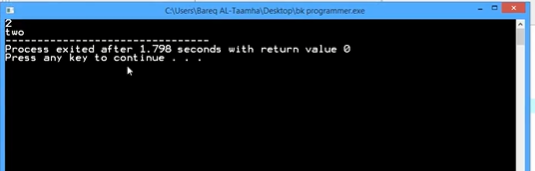 C:\Users\Bareq AL-Taamha\Desktop\bk programmer.exe
2
two
--------------------------------
Process exited after 1.798 seconds with return value 0
Press any key to continue . . .